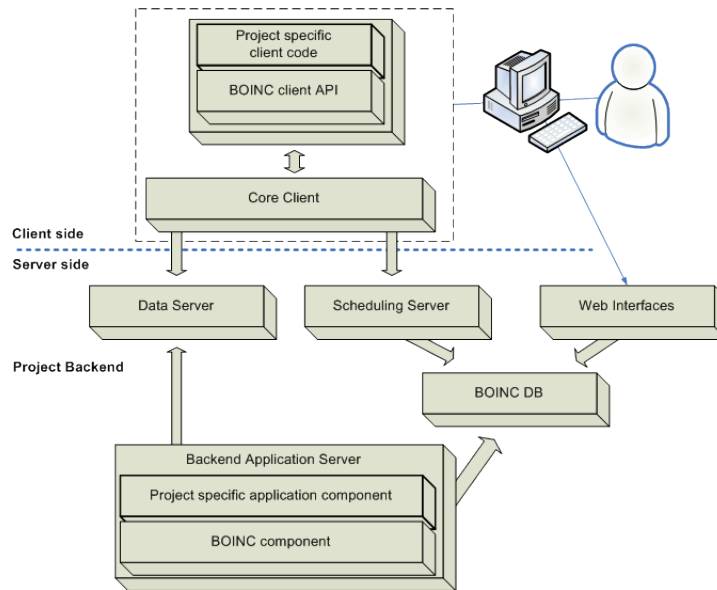 Project specific
client code
BOINC client API
Core Client
Client side
Server side
Data Server
Scheduling Server
Web Interfaces
Project Backend
BOINC DB
Backend Application Server
Project specific application component
BOINC component